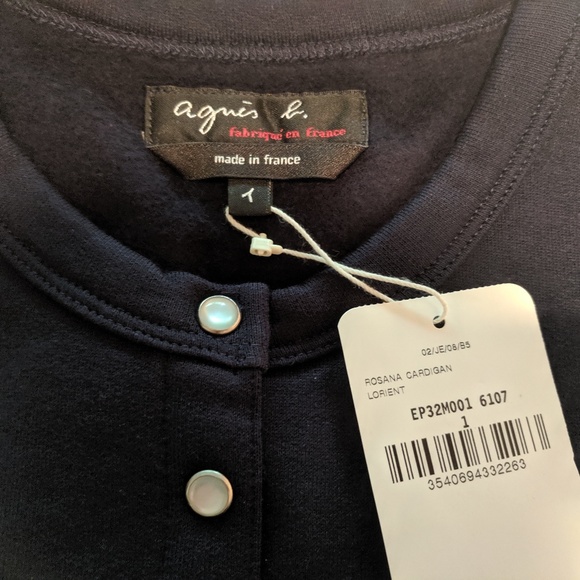 agnès b.
fabriqué en france
made in france
1
02/JE/08/B5
ROSANA CARDIGAN
LORIENT
EP32M001 6107
1
3540694332263